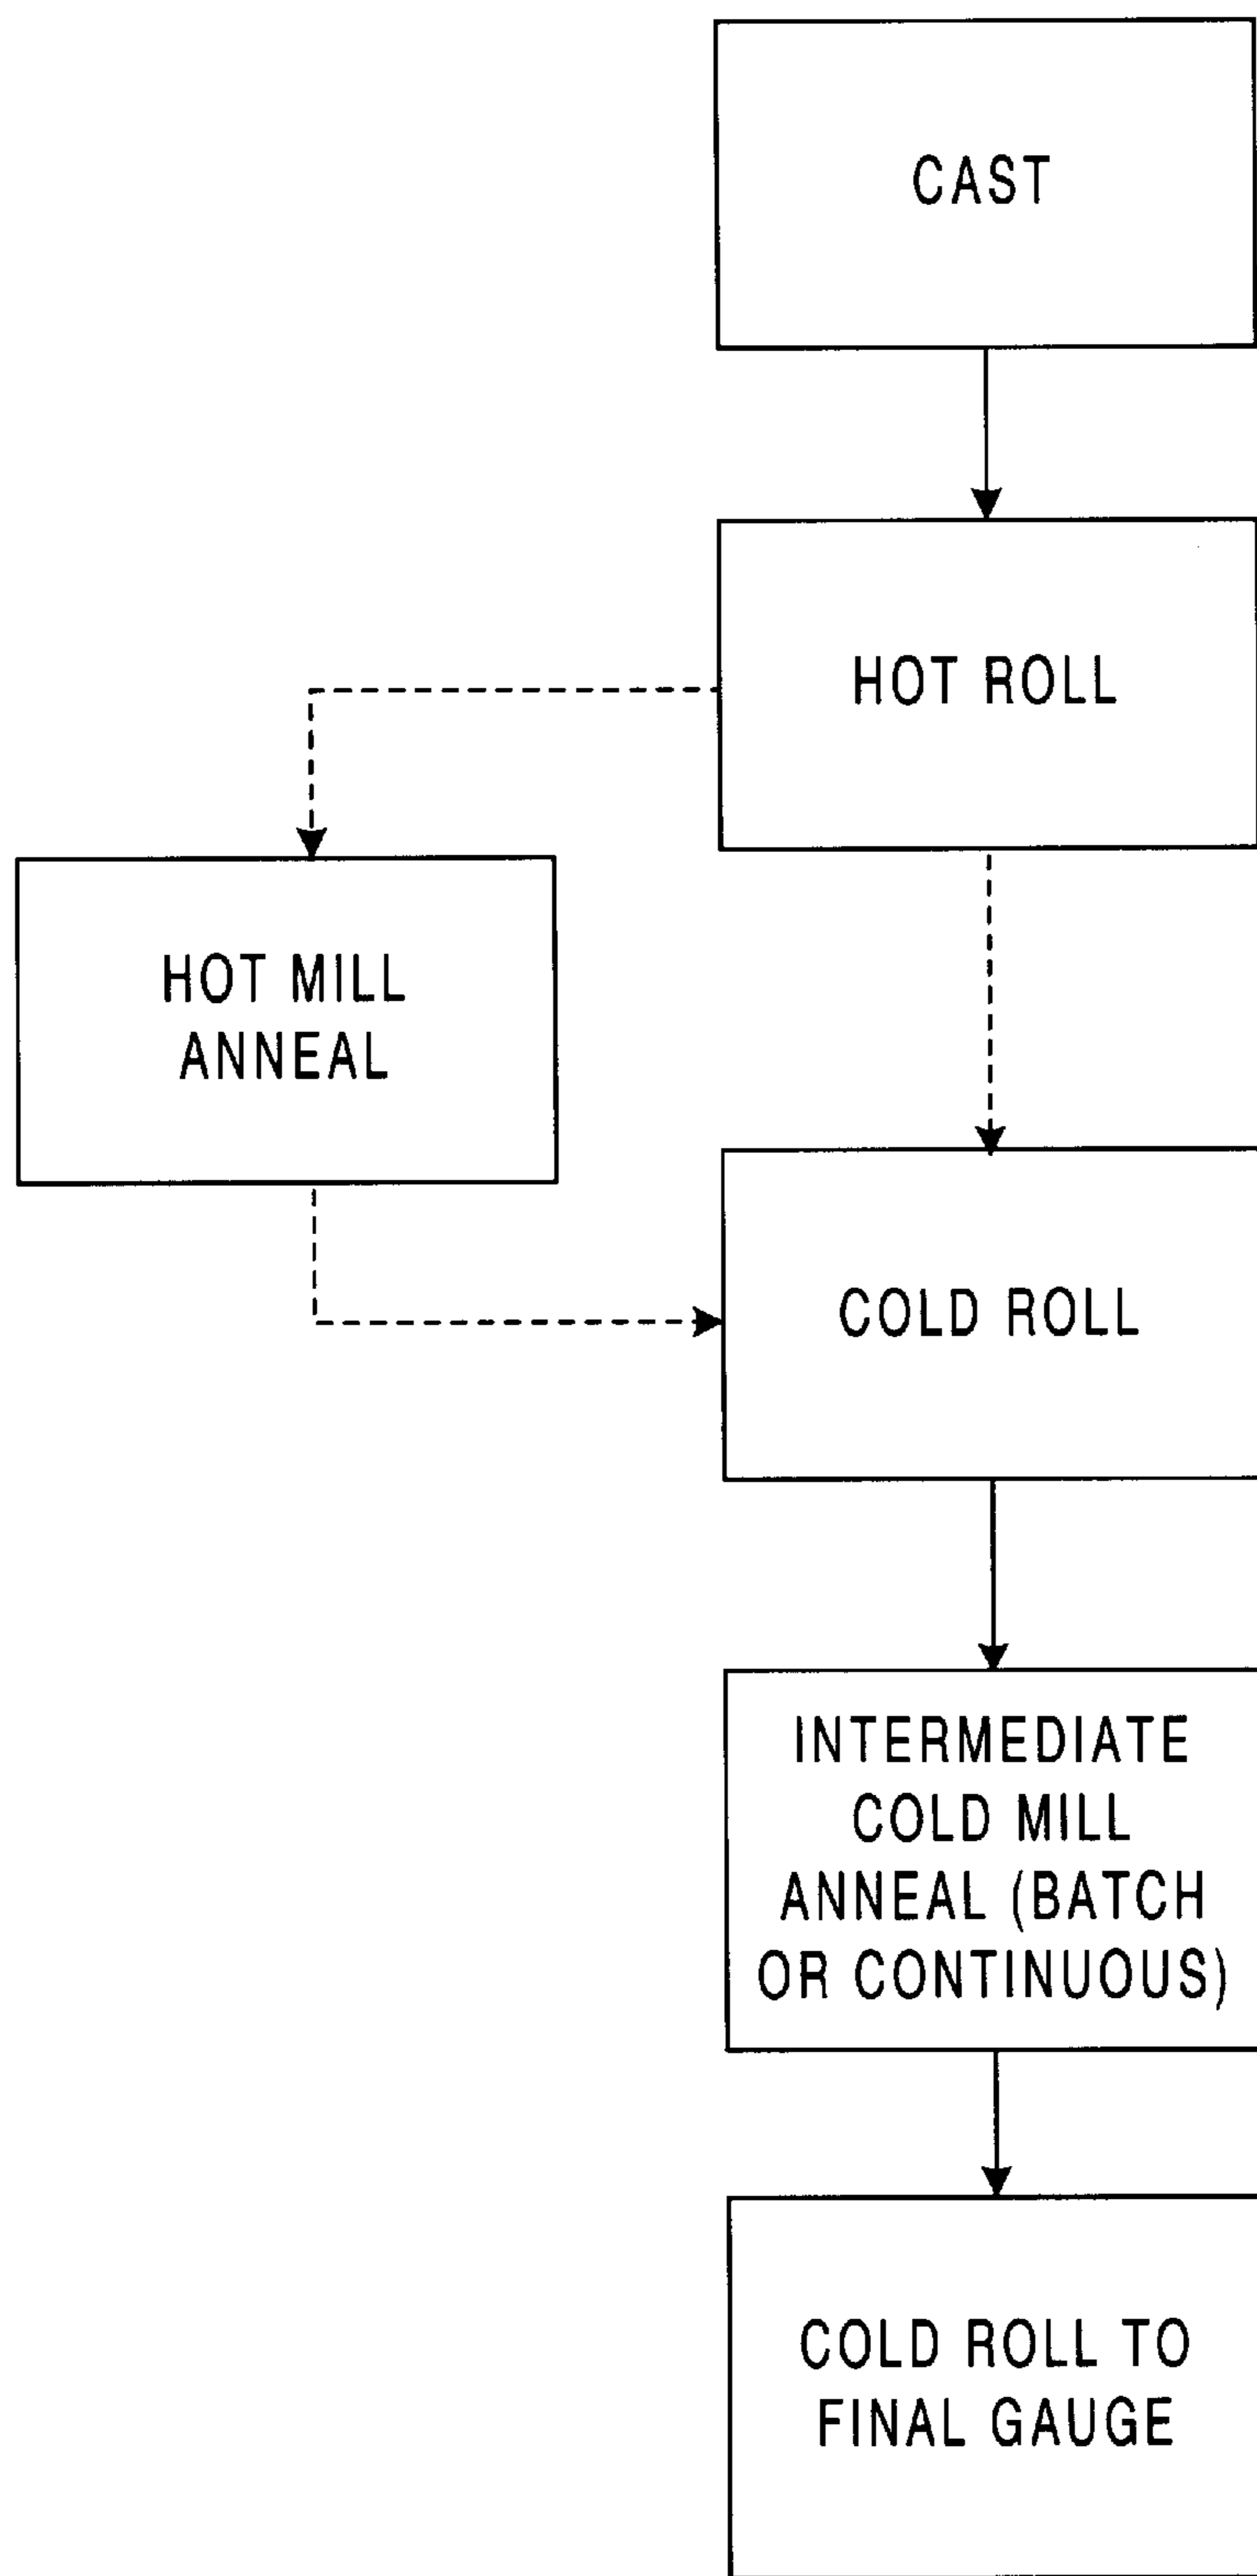 CAST
HOT ROLL
HOT MILL
ANNEAL
COLD ROLL
INTERMEDIATE
COLD MILL
ANNEAL (BATCH
OR CONTINUOUS)
COLD ROLL TO
FINAL GAUGE